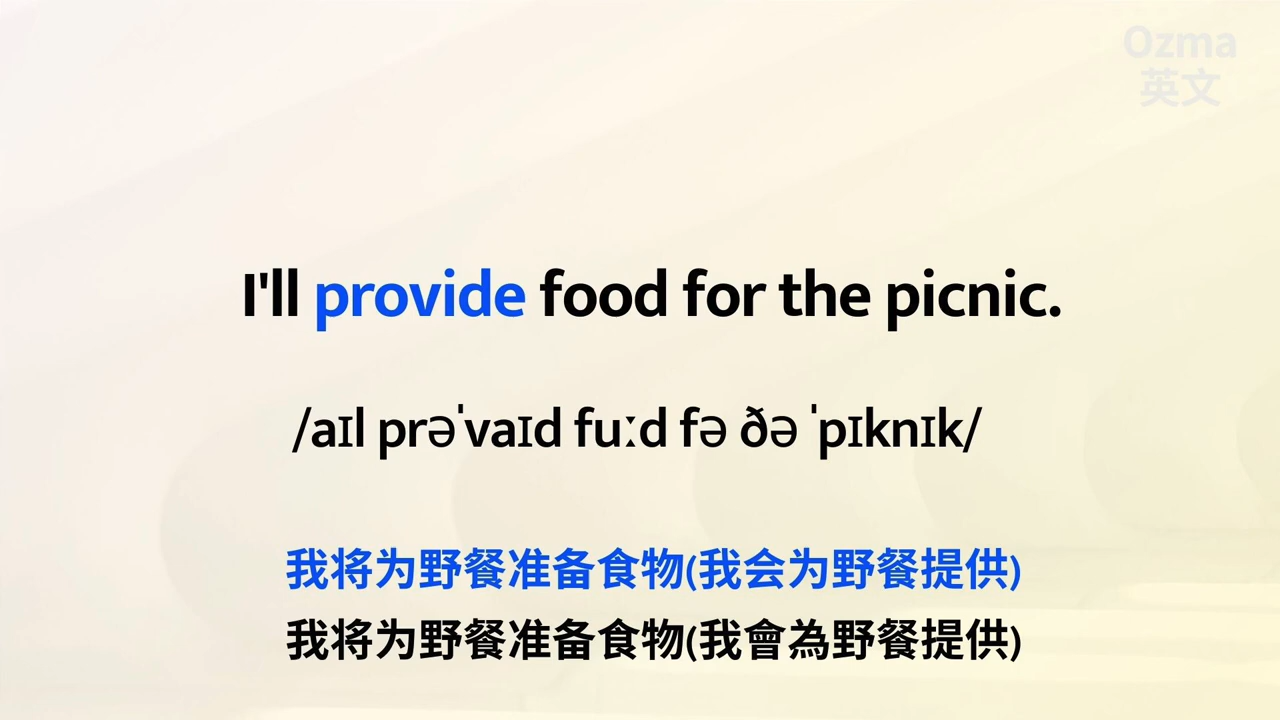 Ozma
英文
I'll provide food for the picnic.
/aɪl prəˈvaɪd fuːd fə ðə ˈpɪknɪk/
我将为野餐准备食物(我会为野餐提供)
我将为野餐准备食物(我會為野餐提供)